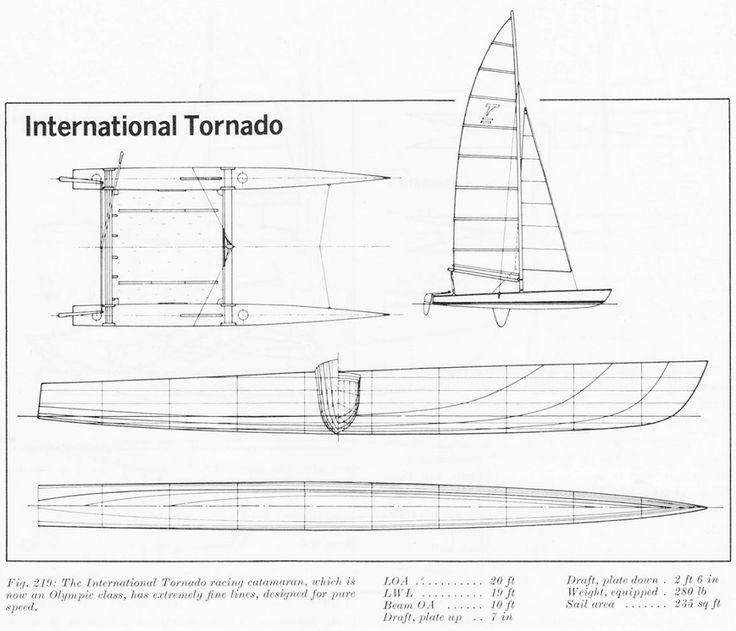 International Tornado
T
Fig. 219: The International Tornado racing catamaran, which is
now an Olympic class, has extremely fine lines, designed for pure
speed.
LOA .......... 20 ft
LWL .......... 19 ft
Beam OA ...... 10 ft
Draft, plate up .. 7 in
Draft, plate down . 2 ft 6 in
Weight, equipped . 280 lb
Sail area ....... 235 sq ft